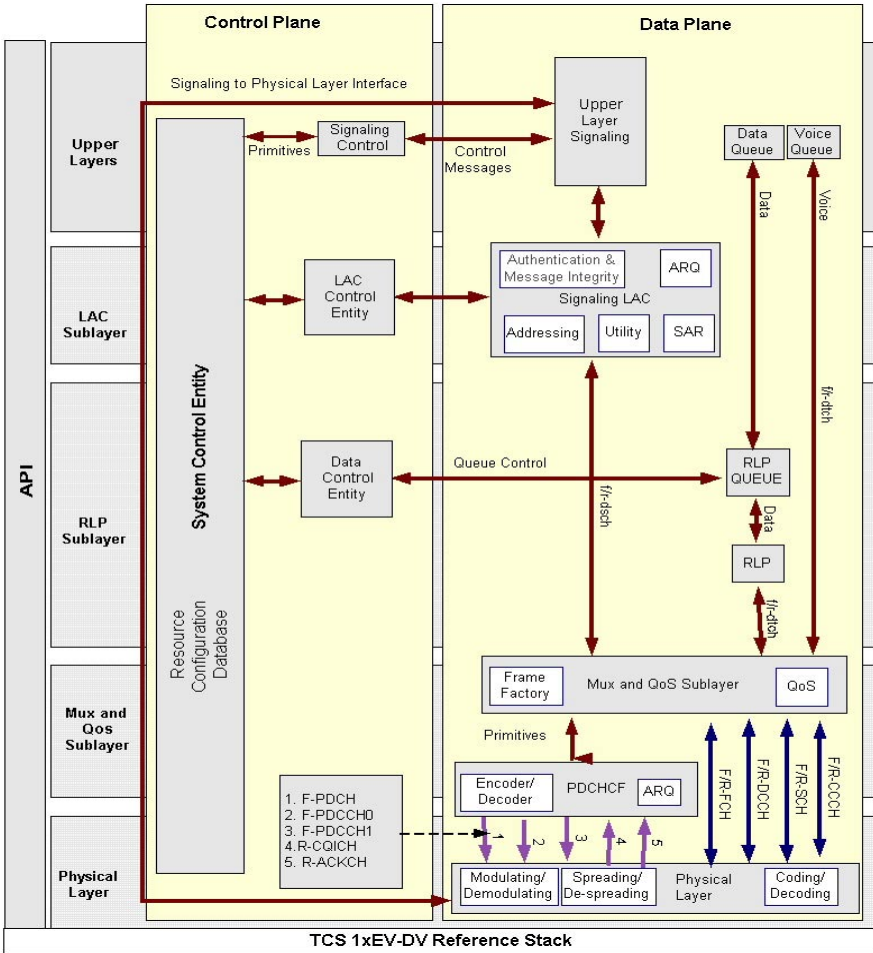 Control Plane
Data Plane
Signaling to Physical Layer Interface
Upper
Layers
Signaling
Control
Primitives
Control
Messages
Upper
Layer
Signaling
Data
Queue
Voice
Queue
Data
Voice
LAC
Sublayer
LAC
Control
Entity
Authentication &
Message Integrity
ARQ
Signaling LAC
Addressing
Utility
SAR
f/r-dtch
API
System Control Entity
Resource
Configuration
Database
RLP
Sublayer
Data
Control
Entity
Queue Control
f/r-dsch
RLP
QUEUE
Data
RLP
f/r-dtch
Mux and
Qos
Sublayer
Frame
Factory
Mux and QoS Sublayer
QoS
Primitives
Encoder/
Decoder
PDCHCF
ARQ
F/R-FCH
F/R-DCCH
F/R-SCH
F/R-CCCH
1. F-PDCH
2. F-PDCCH0
3. F-PDCCH1
4.R-CQICH
5. R-ACKCH
1
2
3
4
5
Physical
Layer
Modulating/
Demodulating
Spreading/
De-spreading
Physical
Layer
Coding/
Decoding
TCS 1xEV-DV Reference Stack